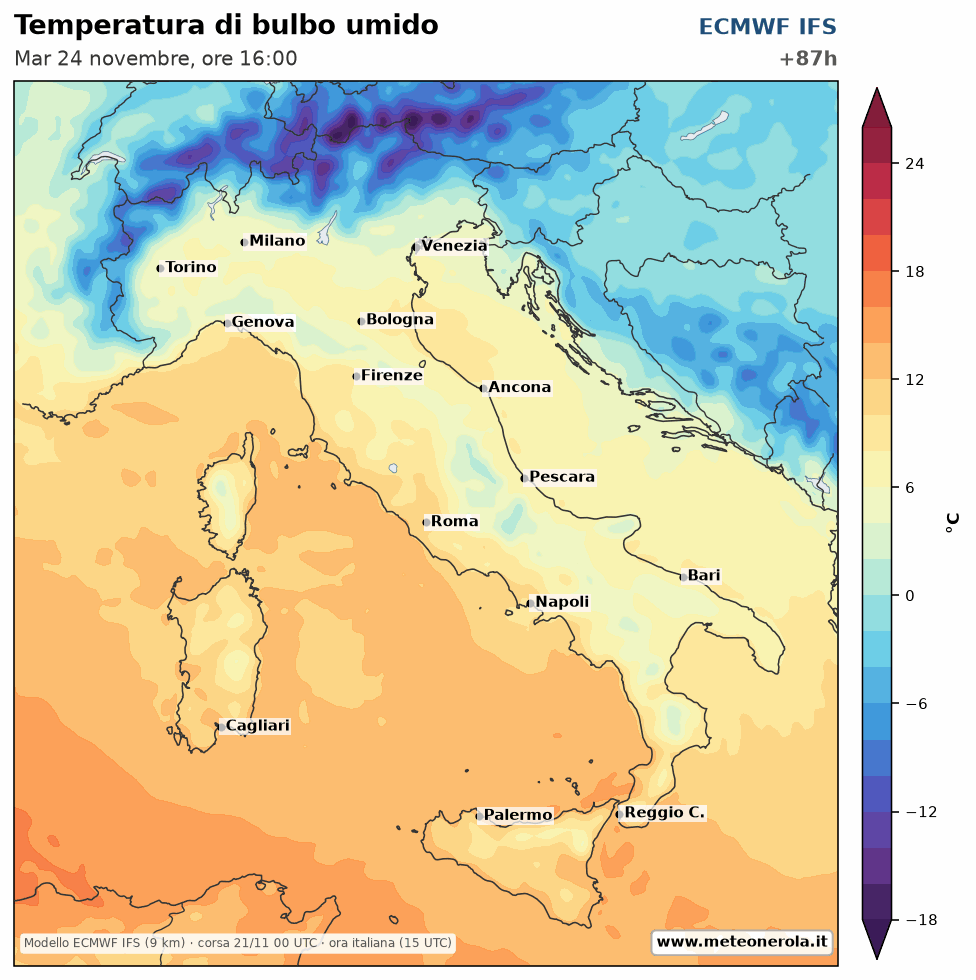 Temperatura di bulbo umido
ECMWF IFS
Mar 24 novembre, ore 16:00
+87h
Milano
Venezia
Torino
Genova
Bologna
Firenze
Ancona
Pescara
Roma
Bari
Napoli
Cagliari
Palermo
Reggio C.
24
18
12
6
0
−6
−12
−18
°C
Modello ECMWF IFS (9 km) · corsa 21/11 00 UTC · ora italiana (15 UTC)
www.meteonerola.it